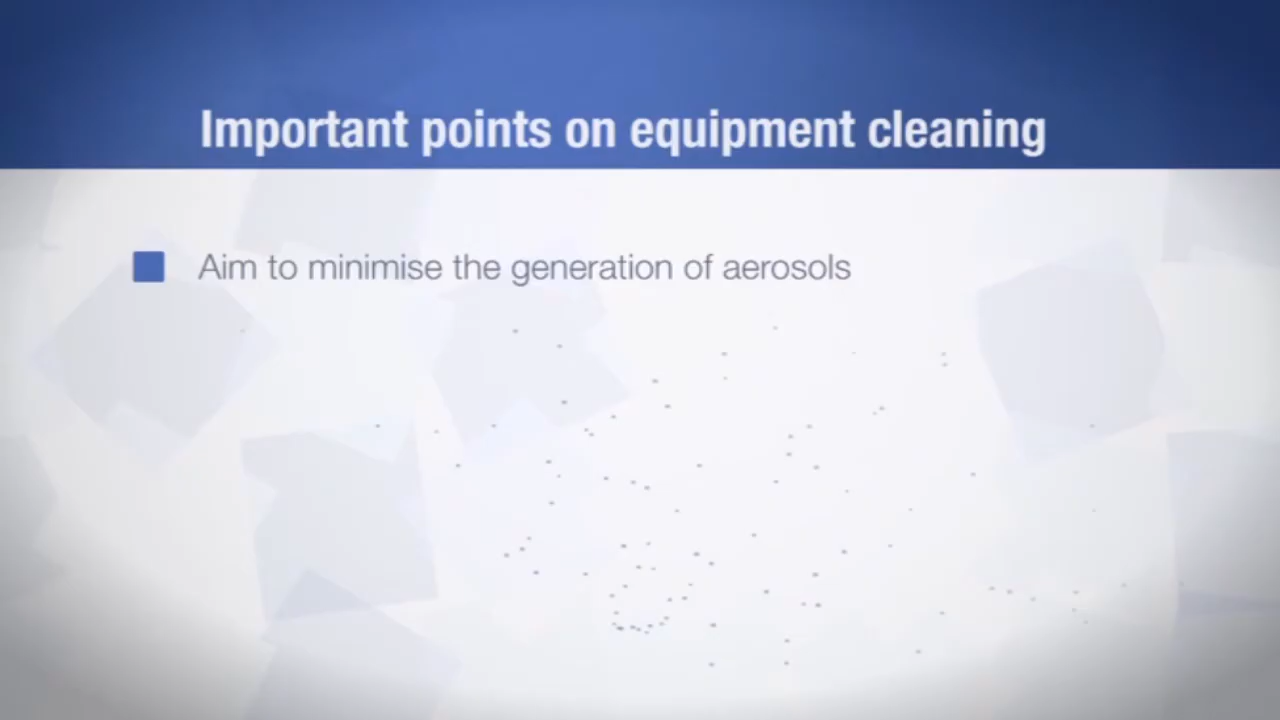 Important points on equipment cleaning
Aim to minimise the generation of aerosols